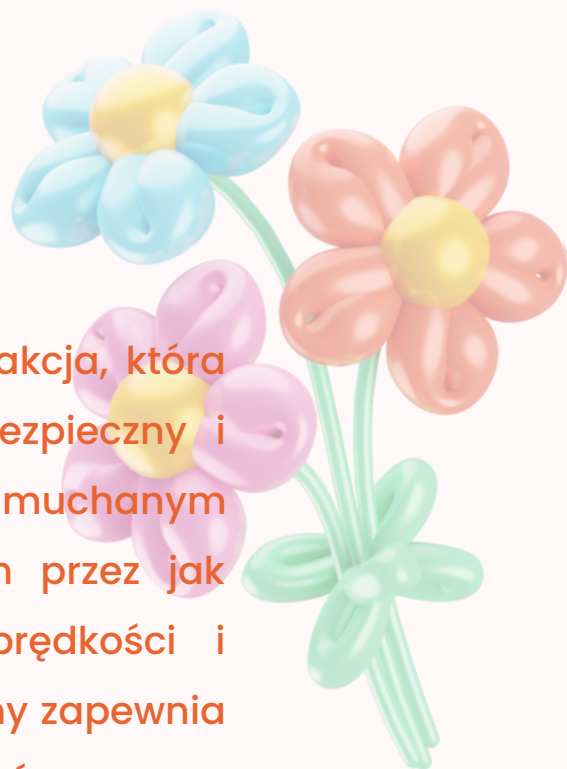 akcja, która
ezpieczny i
muchanym
przez jak
prędkości i
ny zapewnia